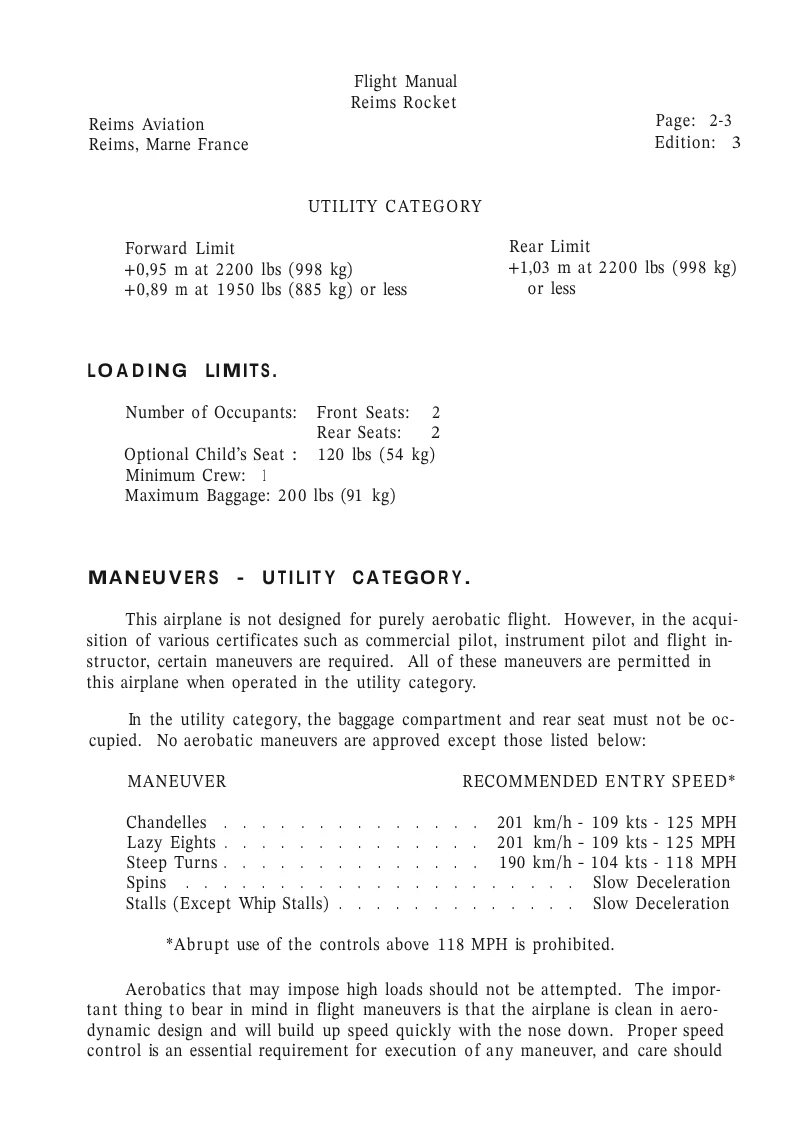 Flight Manual
Reims Rocket
Reims Aviation
Reims, Marne France
Page: 2-3
Edition: 3
UTILITY CATEGORY
Forward Limit
+0,95 m at 2200 lbs (998 kg)
+0,89 m at 1950 lbs (885 kg) or less
Rear Limit
+1,03 m at 2200 lbs (998 kg)
or less
LOADING LIMITS.
Number of Occupants: Front Seats: 2
Rear Seats: 2
Optional Child's Seat : 120 lbs (54 kg)
Minimum Crew: 1
Maximum Baggage: 200 lbs (91 kg)
MANEUVERS - UTILITY CATEGORY.
This airplane is not designed for purely aerobatic flight. However, in the acqui-
sition of various certificates such as commercial pilot, instrument pilot and flight in-
structor, certain maneuvers are required. All of these maneuvers are permitted in
this airplane when operated in the utility category.
In the utility category, the baggage compartment and rear seat must not be oc-
cupied. No aerobatic maneuvers are approved except those listed below:
MANEUVER RECOMMENDED ENTRY SPEED*
Chandelles . . . . . . . . . . . . . . 201 km/h - 109 kts - 125 MPH
Lazy Eights . . . . . . . . . . . . . . 201 km/h - 109 kts - 125 MPH
Steep Turns . . . . . . . . . . . . . . 190 km/h - 104 kts - 118 MPH
Spins . . . . . . . . . . . . . . . . . . . . . Slow Deceleration
Stalls (Except Whip Stalls) . . . . . . . . . . . . . Slow Deceleration
*Abrupt use of the controls above 118 MPH is prohibited.
Aerobatics that may impose high loads should not be attempted. The impor-
tant thing to bear in mind in flight maneuvers is that the airplane is clean in aero-
dynamic design and will build up speed quickly with the nose down. Proper speed
control is an essential requirement for execution of any maneuver, and care should